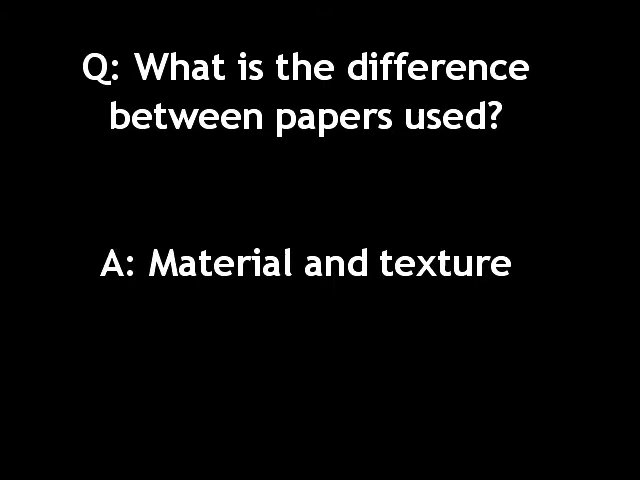 Q: What is the difference
between papers used?
A: Material and texture